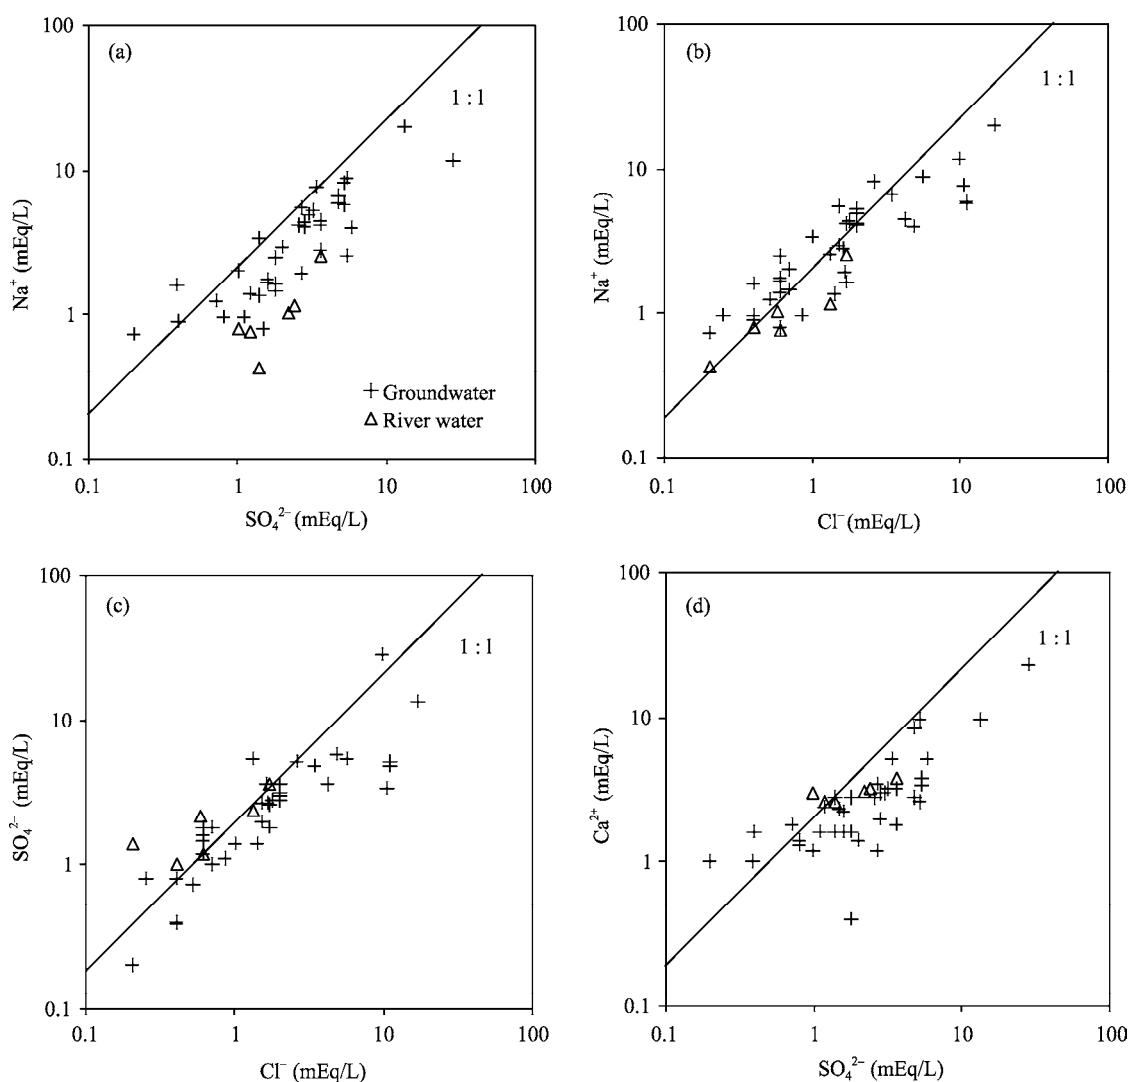 100
(a)
1 : 1
10
Na⁺ (mEq/L)
1
Groundwater
River water
0.1
0.1 1 10 100
SO₄²⁻ (mEq/L)
100
(b)
1 : 1
10
Na⁺ (mEq/L)
1
0.1
0.1 1 10 100
Cl⁻ (mEq/L)
100
(c)
1 : 1
10
SO₄²⁻ (mEq/L)
1
0.1
0.1 1 10 100
Cl⁻ (mEq/L)
100
(d)
1 : 1
10
Ca²⁺ (mEq/L)
1
0.1
0.1 1 10 100
SO₄²⁻ (mEq/L)